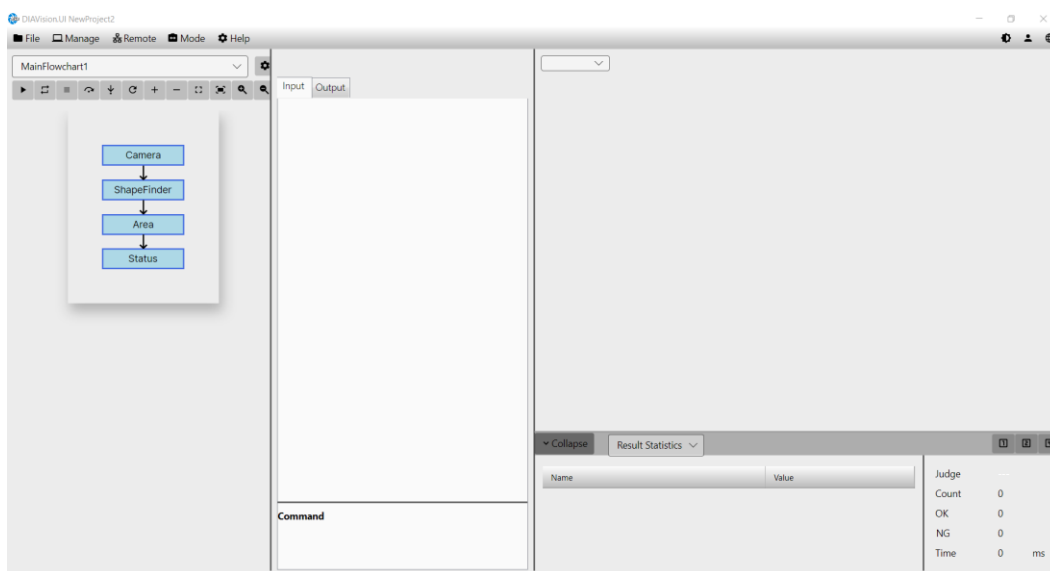 DIAVision.UI NewProject2
File Manage Remote Mode Help
MainFlowchart1
Camera
ShapeFinder
Area
Status
Input Output
Command
Collapse Result Statistics
Name Value
Judge
Count 0
OK 0
NG 0
Time 0 ms